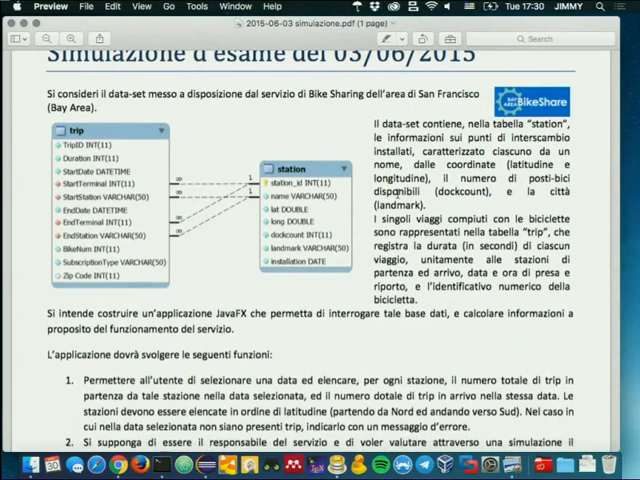 Preview File Edit View Go Tools Window Help
Tue 17:30 JIMMY
2015-06-03 simulazione.pdf (1 page)
Search
Simulazione d'esame del 03/06/2015
Si consideri il data-set messo a disposizione dal servizio di Bike Sharing dell'area di San Francisco
(Bay Area).
BAY AREA BikeShare
trip
TripID INT(11)
Duration INT(11)
StartDate DATETIME
StartTerminal INT(11)
StartStation VARCHAR(50)
EndDate DATETIME
EndTerminal INT(11)
EndStation VARCHAR(50)
BikeNum INT(11)
SubscriptionType VARCHAR(50)
Zip Code INT(11)
∞ 1
∞ 1
∞ 1
∞ 1
station
station_id INT(11)
name VARCHAR(50)
lat DOUBLE
long DOUBLE
dockcount INT(11)
landmark VARCHAR(50)
installation DATE
Il data-set contiene, nella tabella "station",
le informazioni sui punti di interscambio
installati, caratterizzato ciascuno da un
nome, dalle coordinate (latitudine e
longitudine), il numero di posti-bici
disponibili (dockcount), e la città
(landmark).
I singoli viaggi compiuti con le biciclette
sono rappresentati nella tabella "trip", che
registra la durata (in secondi) di ciascun
viaggio, unitamente alle stazioni di
partenza ed arrivo, data e ora di presa e
riporto, e l'identificativo numerico della
bicicletta.
Si intende costruire un'applicazione JavaFX che permetta di interrogare tale base dati, e calcolare informazioni a
proposito del funzionamento del servizio.
L'applicazione dovrà svolgere le seguenti funzioni:
1. Permettere all'utente di selezionare una data ed elencare, per ogni stazione, il numero totale di trip in
partenza da tale stazione nella data selezionata, ed il numero dotale di trip in arrivo nella stessa data. Le
stazioni devono essere elencate in ordine di latitudine (partendo da Nord ed andando verso Sud). Nel caso in
cui nella data selezionata non siano presenti trip, indicarlo con un messaggio d'errore.
2. Si supponga di essere il responsabile del servizio e di voler valutare attraverso una simulazione il